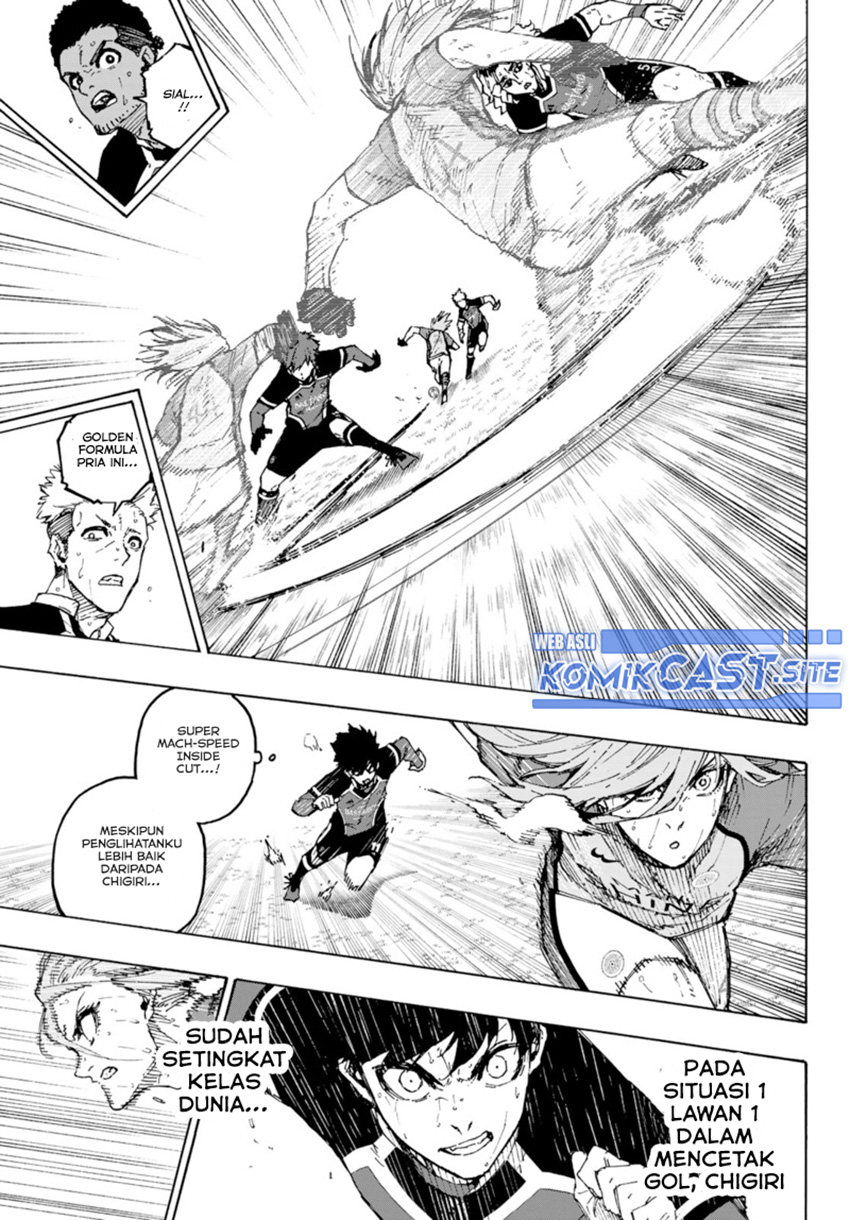 SIAL...
!!
GOLDEN
FORMULA
PRIA INI...
WEB ASLI
KOMIKCAST.SITE
SUPER
MACH-SPEED
INSIDE
CUT...!
MESKIPUN
PENGLIHATANKU
LEBIH BAIK
DARIPADA
CHIGIRI...
PADA
SITUASI 1
LAWAN 1
DALAM
MENCETAK
GOL, CHIGIRI
SUDAH
SETINGKAT
KELAS
DUNIA...